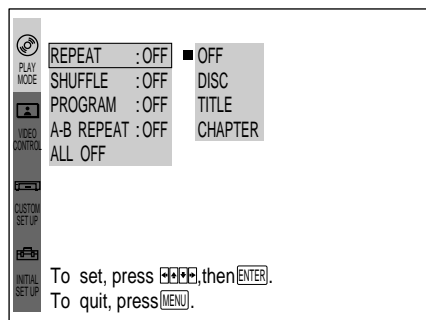 PLAY
MODE
VIDEO
CONTROL
CUSTOM
SET UP
INITIAL
SET UP
REPEAT :OFF
SHUFFLE :OFF
PROGRAM :OFF
A-B REPEAT :OFF
ALL OFF
OFF
DISC
TITLE
CHAPTER
To set, press ←↑↓→,then ENTER.
To quit, press MENU.